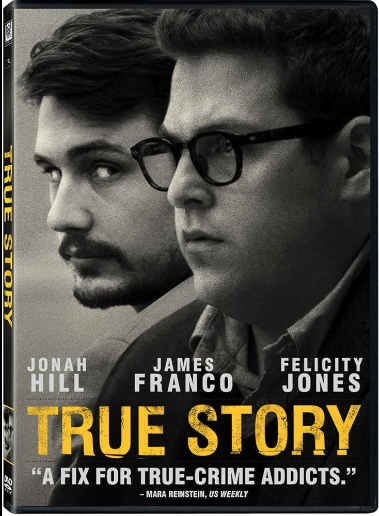 TRUE STORY
JONAH
HILL
JAMES
FRANCO
FELICITY
JONES
TRUE STORY
“A FIX FOR TRUE-CRIME ADDICTS.”
– MARA REINSTEIN, US WEEKLY